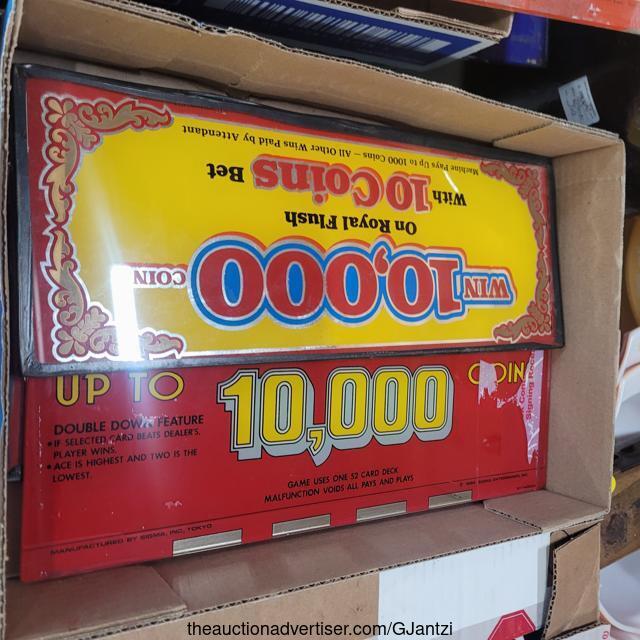 WIN 10,000 COIN
On Royal Flush
With 10 Coins Bet
Machine Pays Up to 1000 Coins — All Other Wins Paid by Attendant
UP TO 10,000 COIN
DOUBLE DOWN FEATURE
• IF SELECTED CARD BEATS DEALER'S,
PLAYER WINS.
• ACE IS HIGHEST AND TWO IS THE
LOWEST.
GAME USES ONE 52 CARD DECK
MALFUNCTION VOIDS ALL PAYS AND PLAYS
MANUFACTURED BY SIGMA, INC, TOKYO
theauctionadvertiser.com/GJantzi